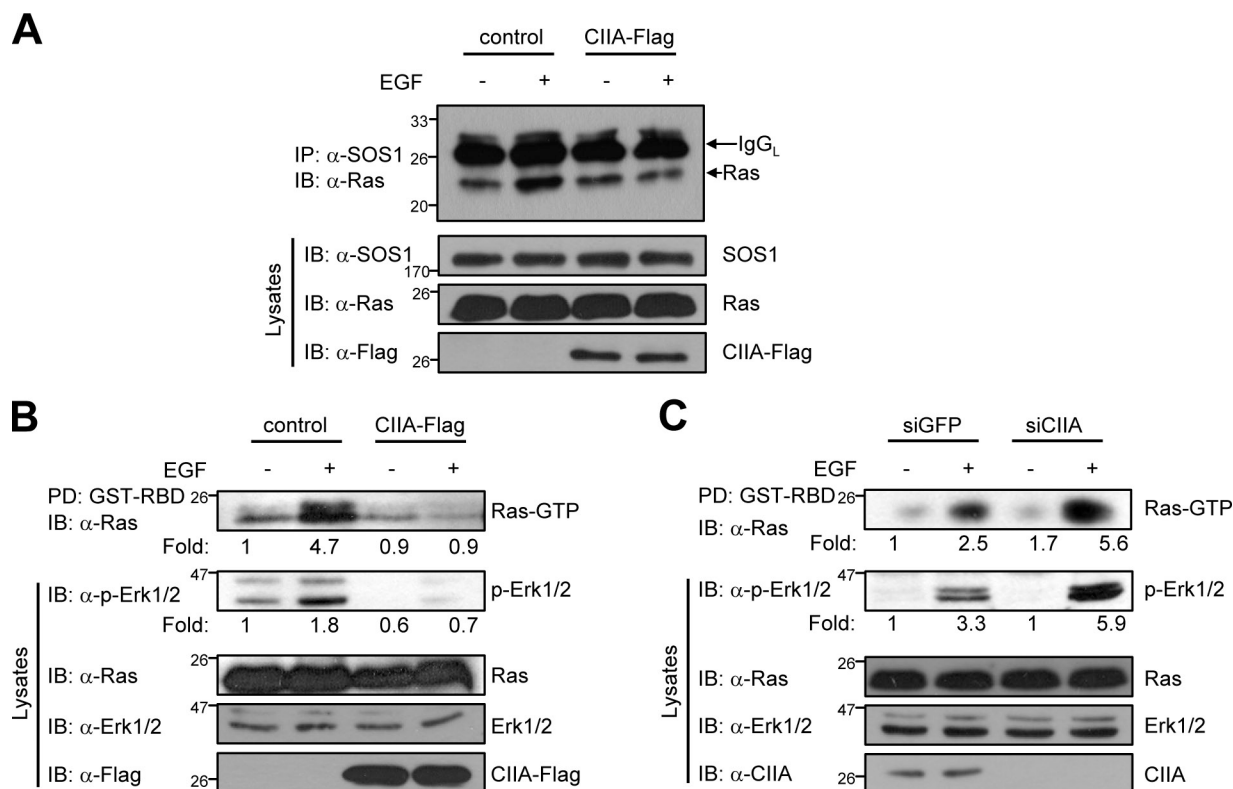 A
control CIIA-Flag
EGF - + - +
33
IP: α-SOS1 26 IgGL
IB: α-Ras Ras
20
Lysates
IB: α-SOS1 170 SOS1
IB: α-Ras 26 Ras
IB: α-Flag 26 CIIA-Flag
B
control CIIA-Flag
EGF - + - +
PD: GST-RBD 26 Ras-GTP
IB: α-Ras
Fold: 1 4.7 0.9 0.9
Lysates
IB: α-p-Erk1/2 47 p-Erk1/2
Fold: 1 1.8 0.6 0.7
IB: α-Ras 26 Ras
IB: α-Erk1/2 47 Erk1/2
IB: α-Flag 26 CIIA-Flag
C
siGFP siCIIA
EGF - + - +
PD: GST-RBD 26 Ras-GTP
IB: α-Ras
Fold: 1 2.5 1.7 5.6
Lysates
IB: α-p-Erk1/2 47 p-Erk1/2
Fold: 1 3.3 1 5.9
IB: α-Ras 26 Ras
IB: α-Erk1/2 47 Erk1/2
IB: α-CIIA 26 CIIA